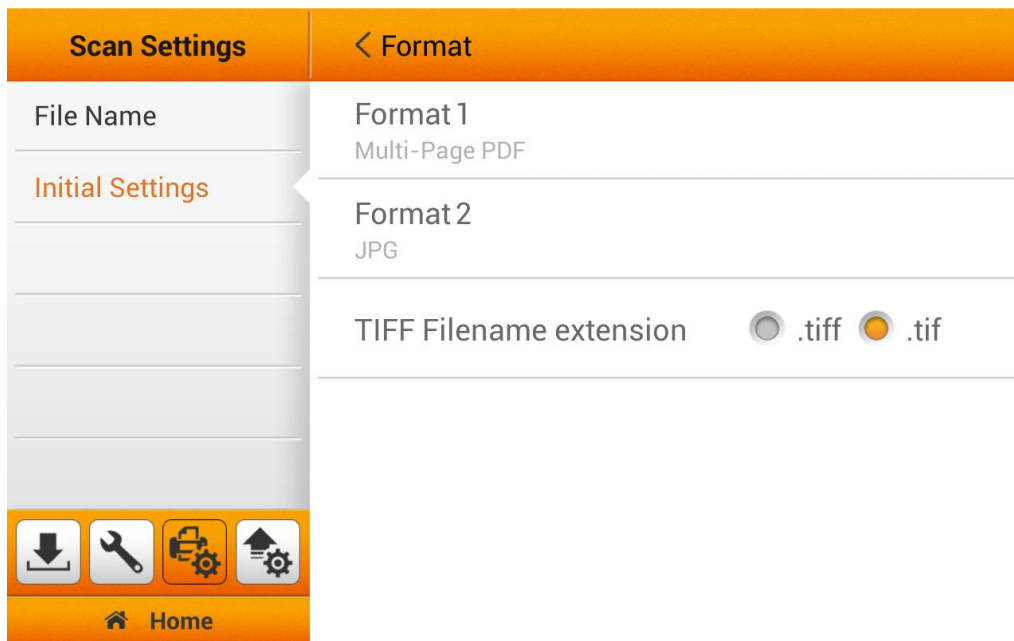 Scan Settings
Format
File Name
Initial Settings
Format 1
Multi-Page PDF
Format 2
JPG
TIFF Filename extension .tiff .tif
Home